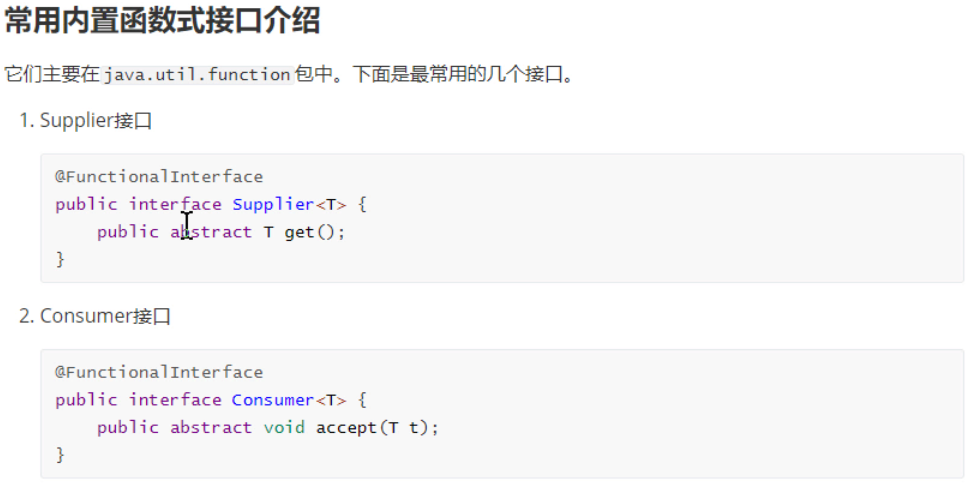 常用内置函数式接口介绍
它们主要在java.util.function包中。下面是最常用的几个接口。
1. Supplier接口
@FunctionalInterface
public interface Supplier<T> {
    public abstract T get();
}
2. Consumer接口
@FunctionalInterface
public interface Consumer<T> {
    public abstract void accept(T t);
}